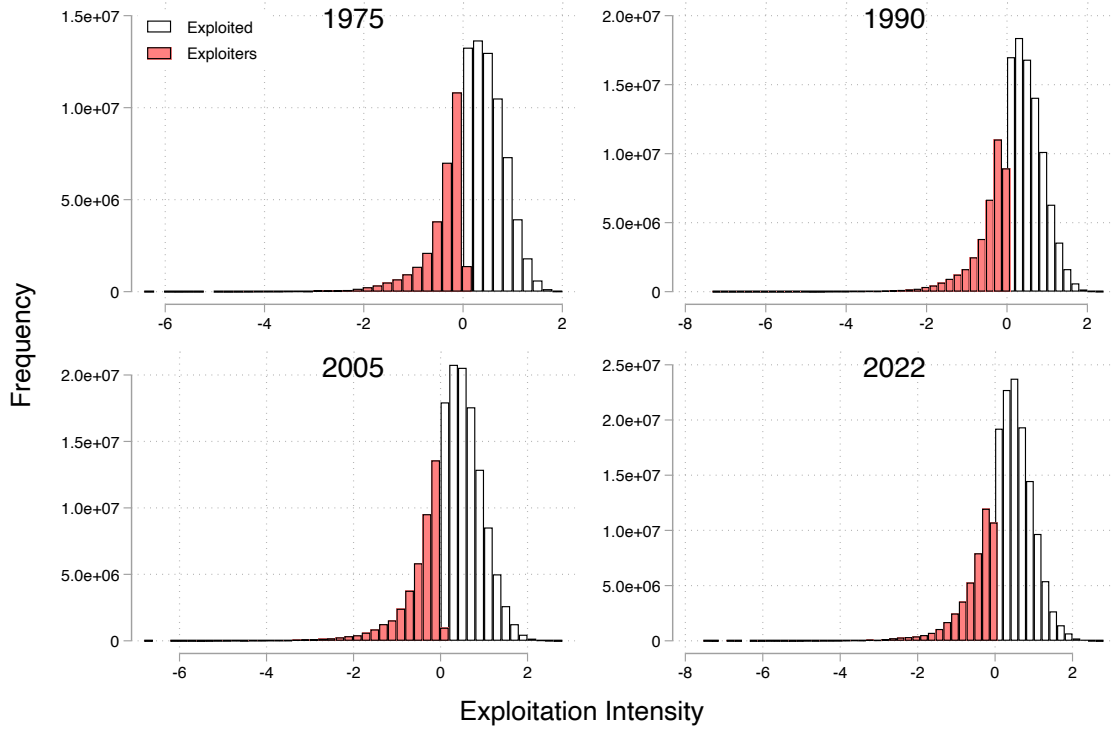 1975
Exploited
Exploiters
1.5e+07
1.0e+07
5.0e+06
0
-6 -4 -2 0 2
1990
2.0e+07
1.5e+07
1.0e+07
5.0e+06
0
-8 -6 -4 -2 0 2
2005
2.0e+07
1.5e+07
1.0e+07
5.0e+06
0
-6 -4 -2 0 2
2022
2.5e+07
2.0e+07
1.5e+07
1.0e+07
5.0e+06
0
-8 -6 -4 -2 0 2
Frequency
Exploitation Intensity